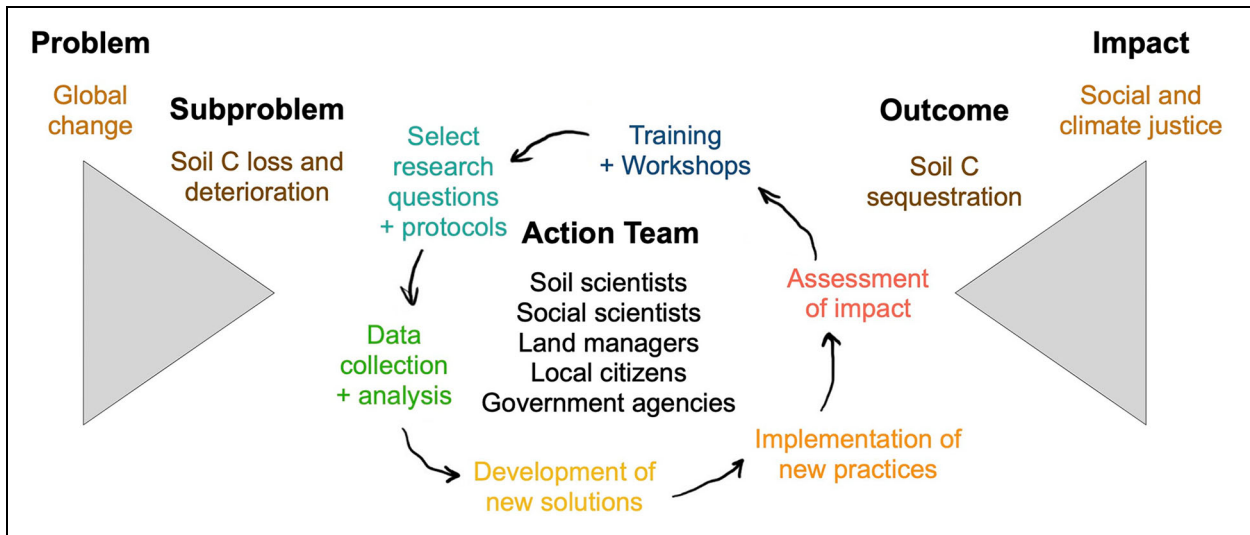 Problem
Global
change
Subproblem
Soil C loss and
deterioration
Select
research
questions
+ protocols
Training
+ Workshops
Action Team
Soil scientists
Social scientists
Land managers
Local citizens
Government agencies
Data
collection
+ analysis
Development of
new solutions
Implementation of
new practices
Assessment
of impact
Outcome
Soil C
sequestration
Impact
Social and
climate justice